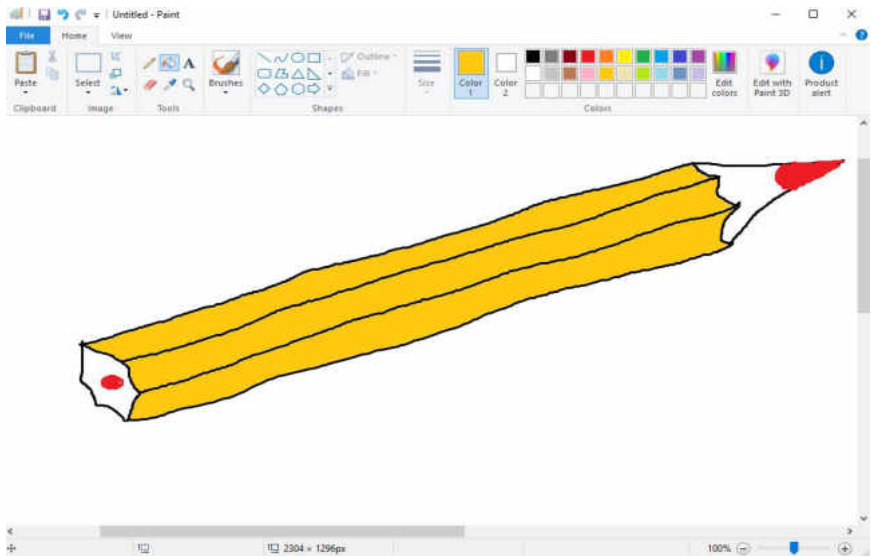 Untitled - Paint
File Home View
Paste
Clipboard
Select
Image
Tools
Brushes
Outline
Fill
Shapes
Size
Color 1
Color 2
Edit colors
Colors
Edit with Paint 3D
Product alert
2304 × 1296px
100%